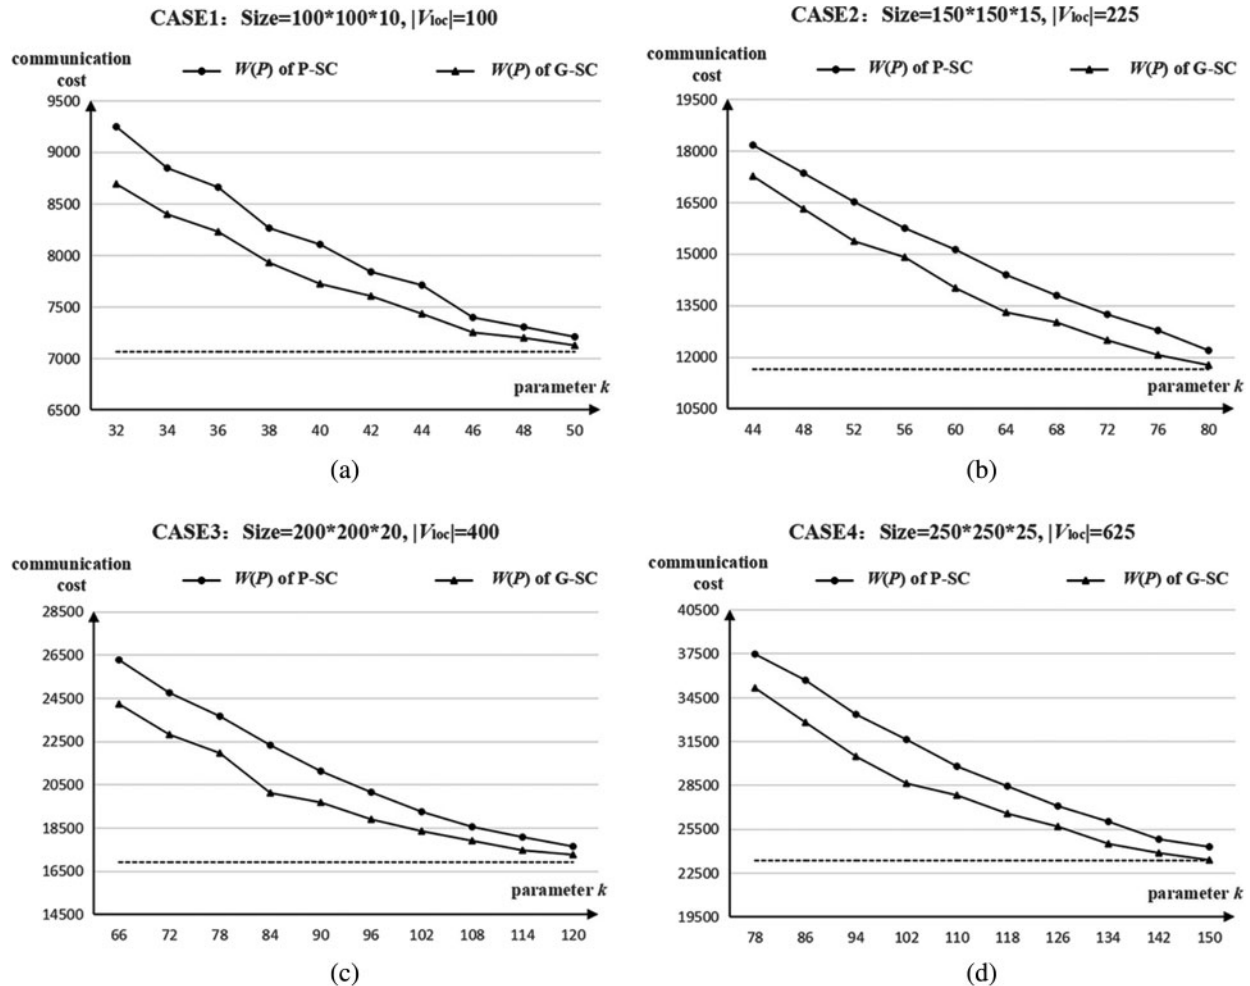 CASE1：Size=100*100*10, |Vloc|=100
communication
cost
W(P) of P-SC
W(P) of G-SC
9500
9000
8500
8000
7500
7000
6500
parameter k
32 34 36 38 40 42 44 46 48 50
(a)
CASE2：Size=150*150*15, |Vloc|=225
communication
cost
W(P) of P-SC
W(P) of G-SC
19500
18000
16500
15000
13500
12000
10500
parameter k
44 48 52 56 60 64 68 72 76 80
(b)
CASE3：Size=200*200*20, |Vloc|=400
communication
cost
W(P) of P-SC
W(P) of G-SC
28500
26500
24500
22500
20500
18500
16500
14500
parameter k
66 72 78 84 90 96 102 108 114 120
(c)
CASE4：Size=250*250*25, |Vloc|=625
communication
cost
W(P) of P-SC
W(P) of G-SC
40500
37500
34500
31500
28500
25500
22500
19500
parameter k
78 86 94 102 110 118 126 134 142 150
(d)